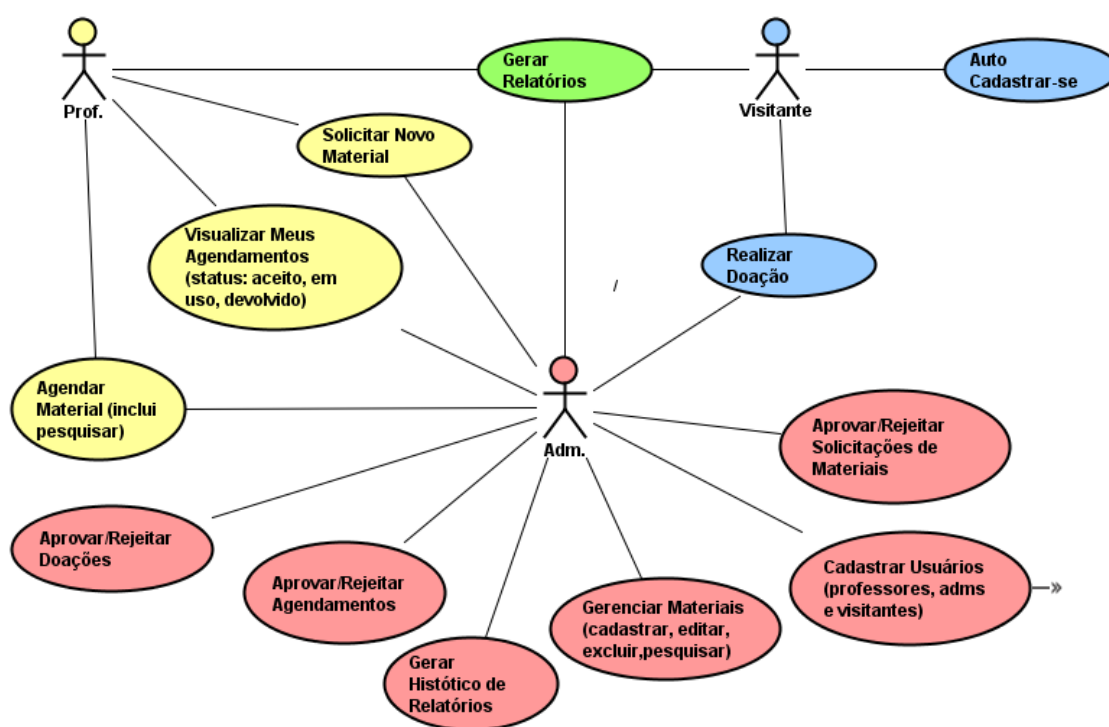 Prof.
Gerar
Relatórios
Visitante
Auto
Cadastrar-se
Solicitar Novo
Material
Visualizar Meus
Agendamentos
(status: aceito, em
uso, devolvido)
Realizar
Doação
/
Agendar
Material (inclui
pesquisar)
Adm.
Aprovar/Rejeitar
Solicitações de
Materiais
Aprovar/Rejeitar
Doações
Aprovar/Rejeitar
Agendamentos
Gerar
Histótico de
Relatórios
Gerenciar Materiais
(cadastrar, editar,
excluir,pesquisar)
Cadastrar Usuários
(professores, adms
e visitantes)